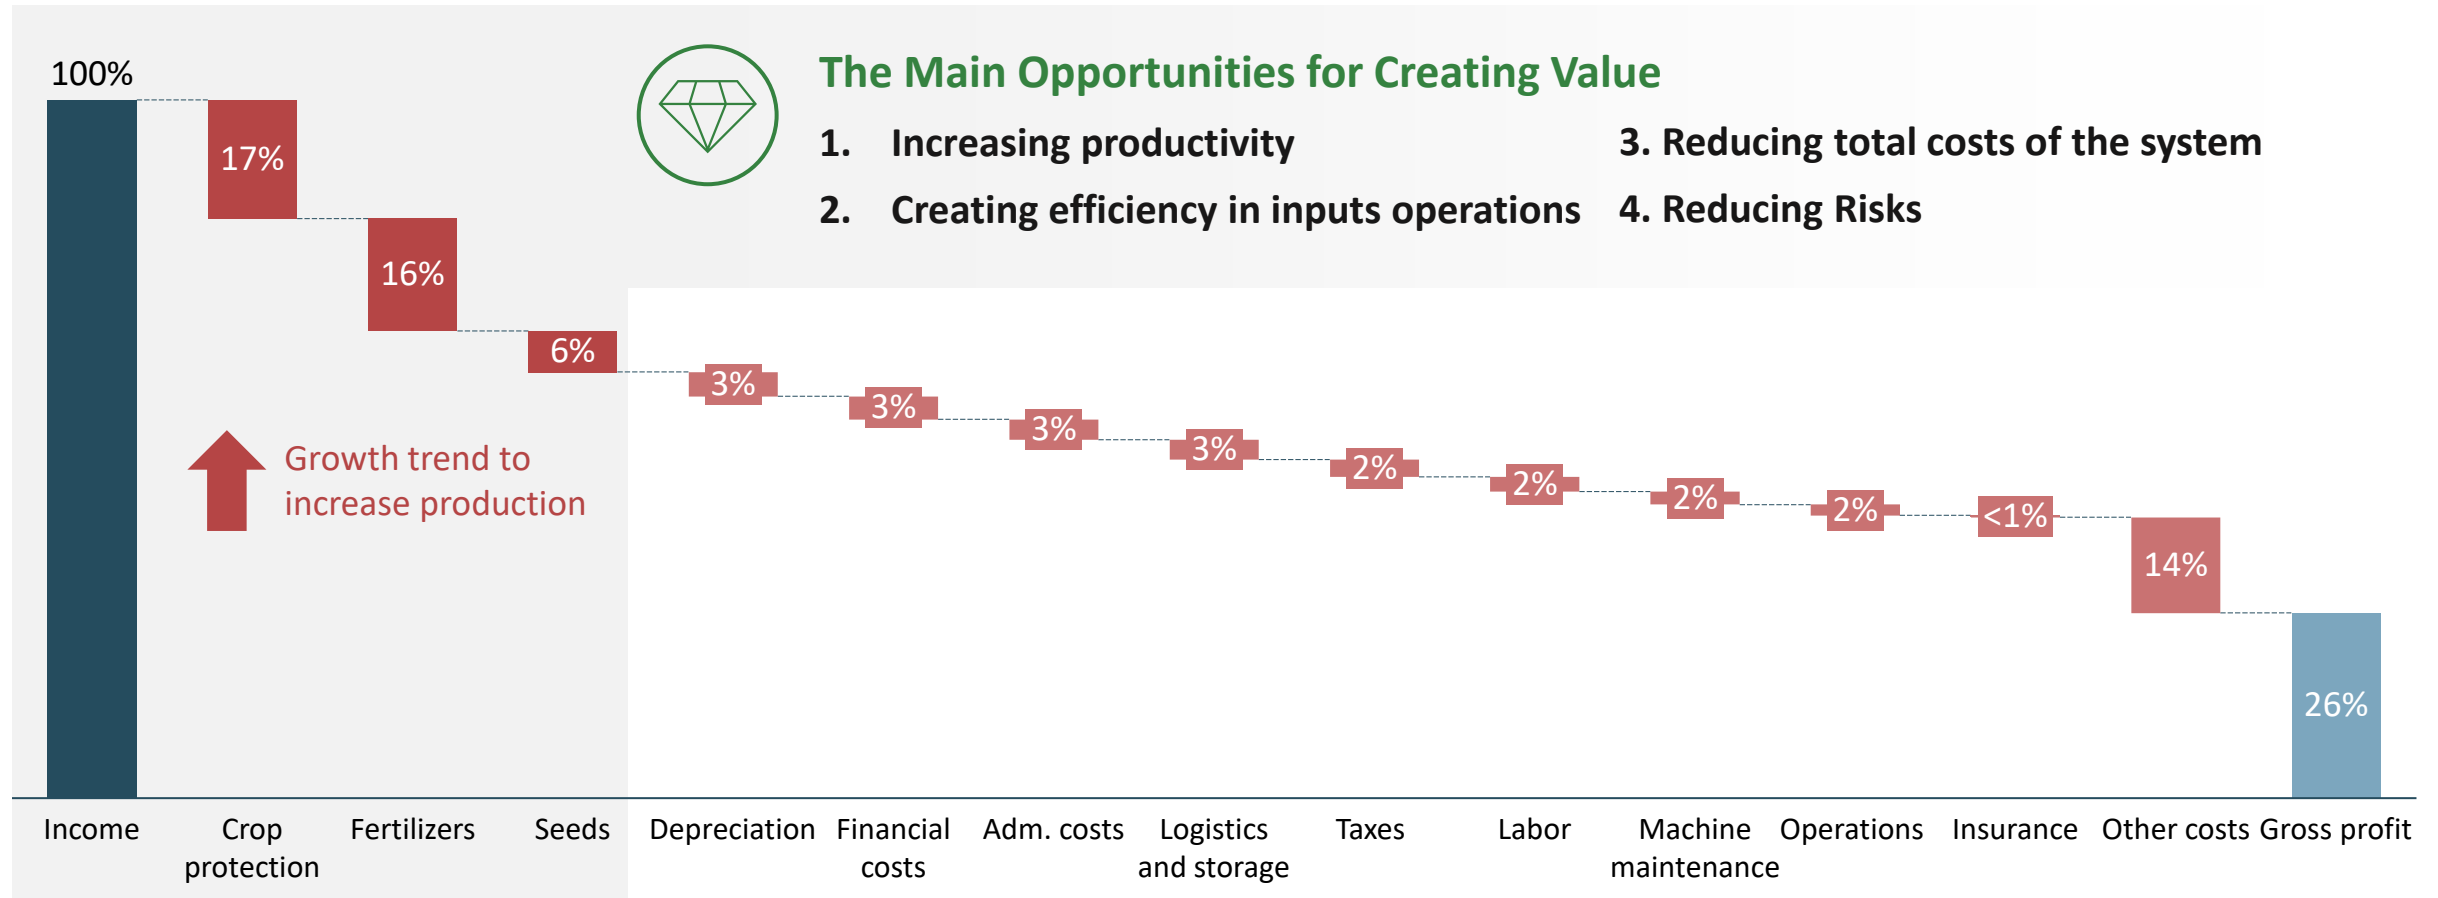 The Main Opportunities for Creating Value
1. Increasing productivity
2. Creating efficiency in inputs operations
3. Reducing total costs of the system
4. Reducing Risks
100%
17%
16%
6%
3%
3%
3%
3%
2%
2%
2%
2%
<1%
14%
26%
Growth trend to
increase production
Income
Crop
protection
Fertilizers
Seeds
Depreciation
Financial
costs
Adm. costs
Logistics
and storage
Taxes
Labor
Machine
maintenance
Operations
Insurance
Other costs
Gross profit